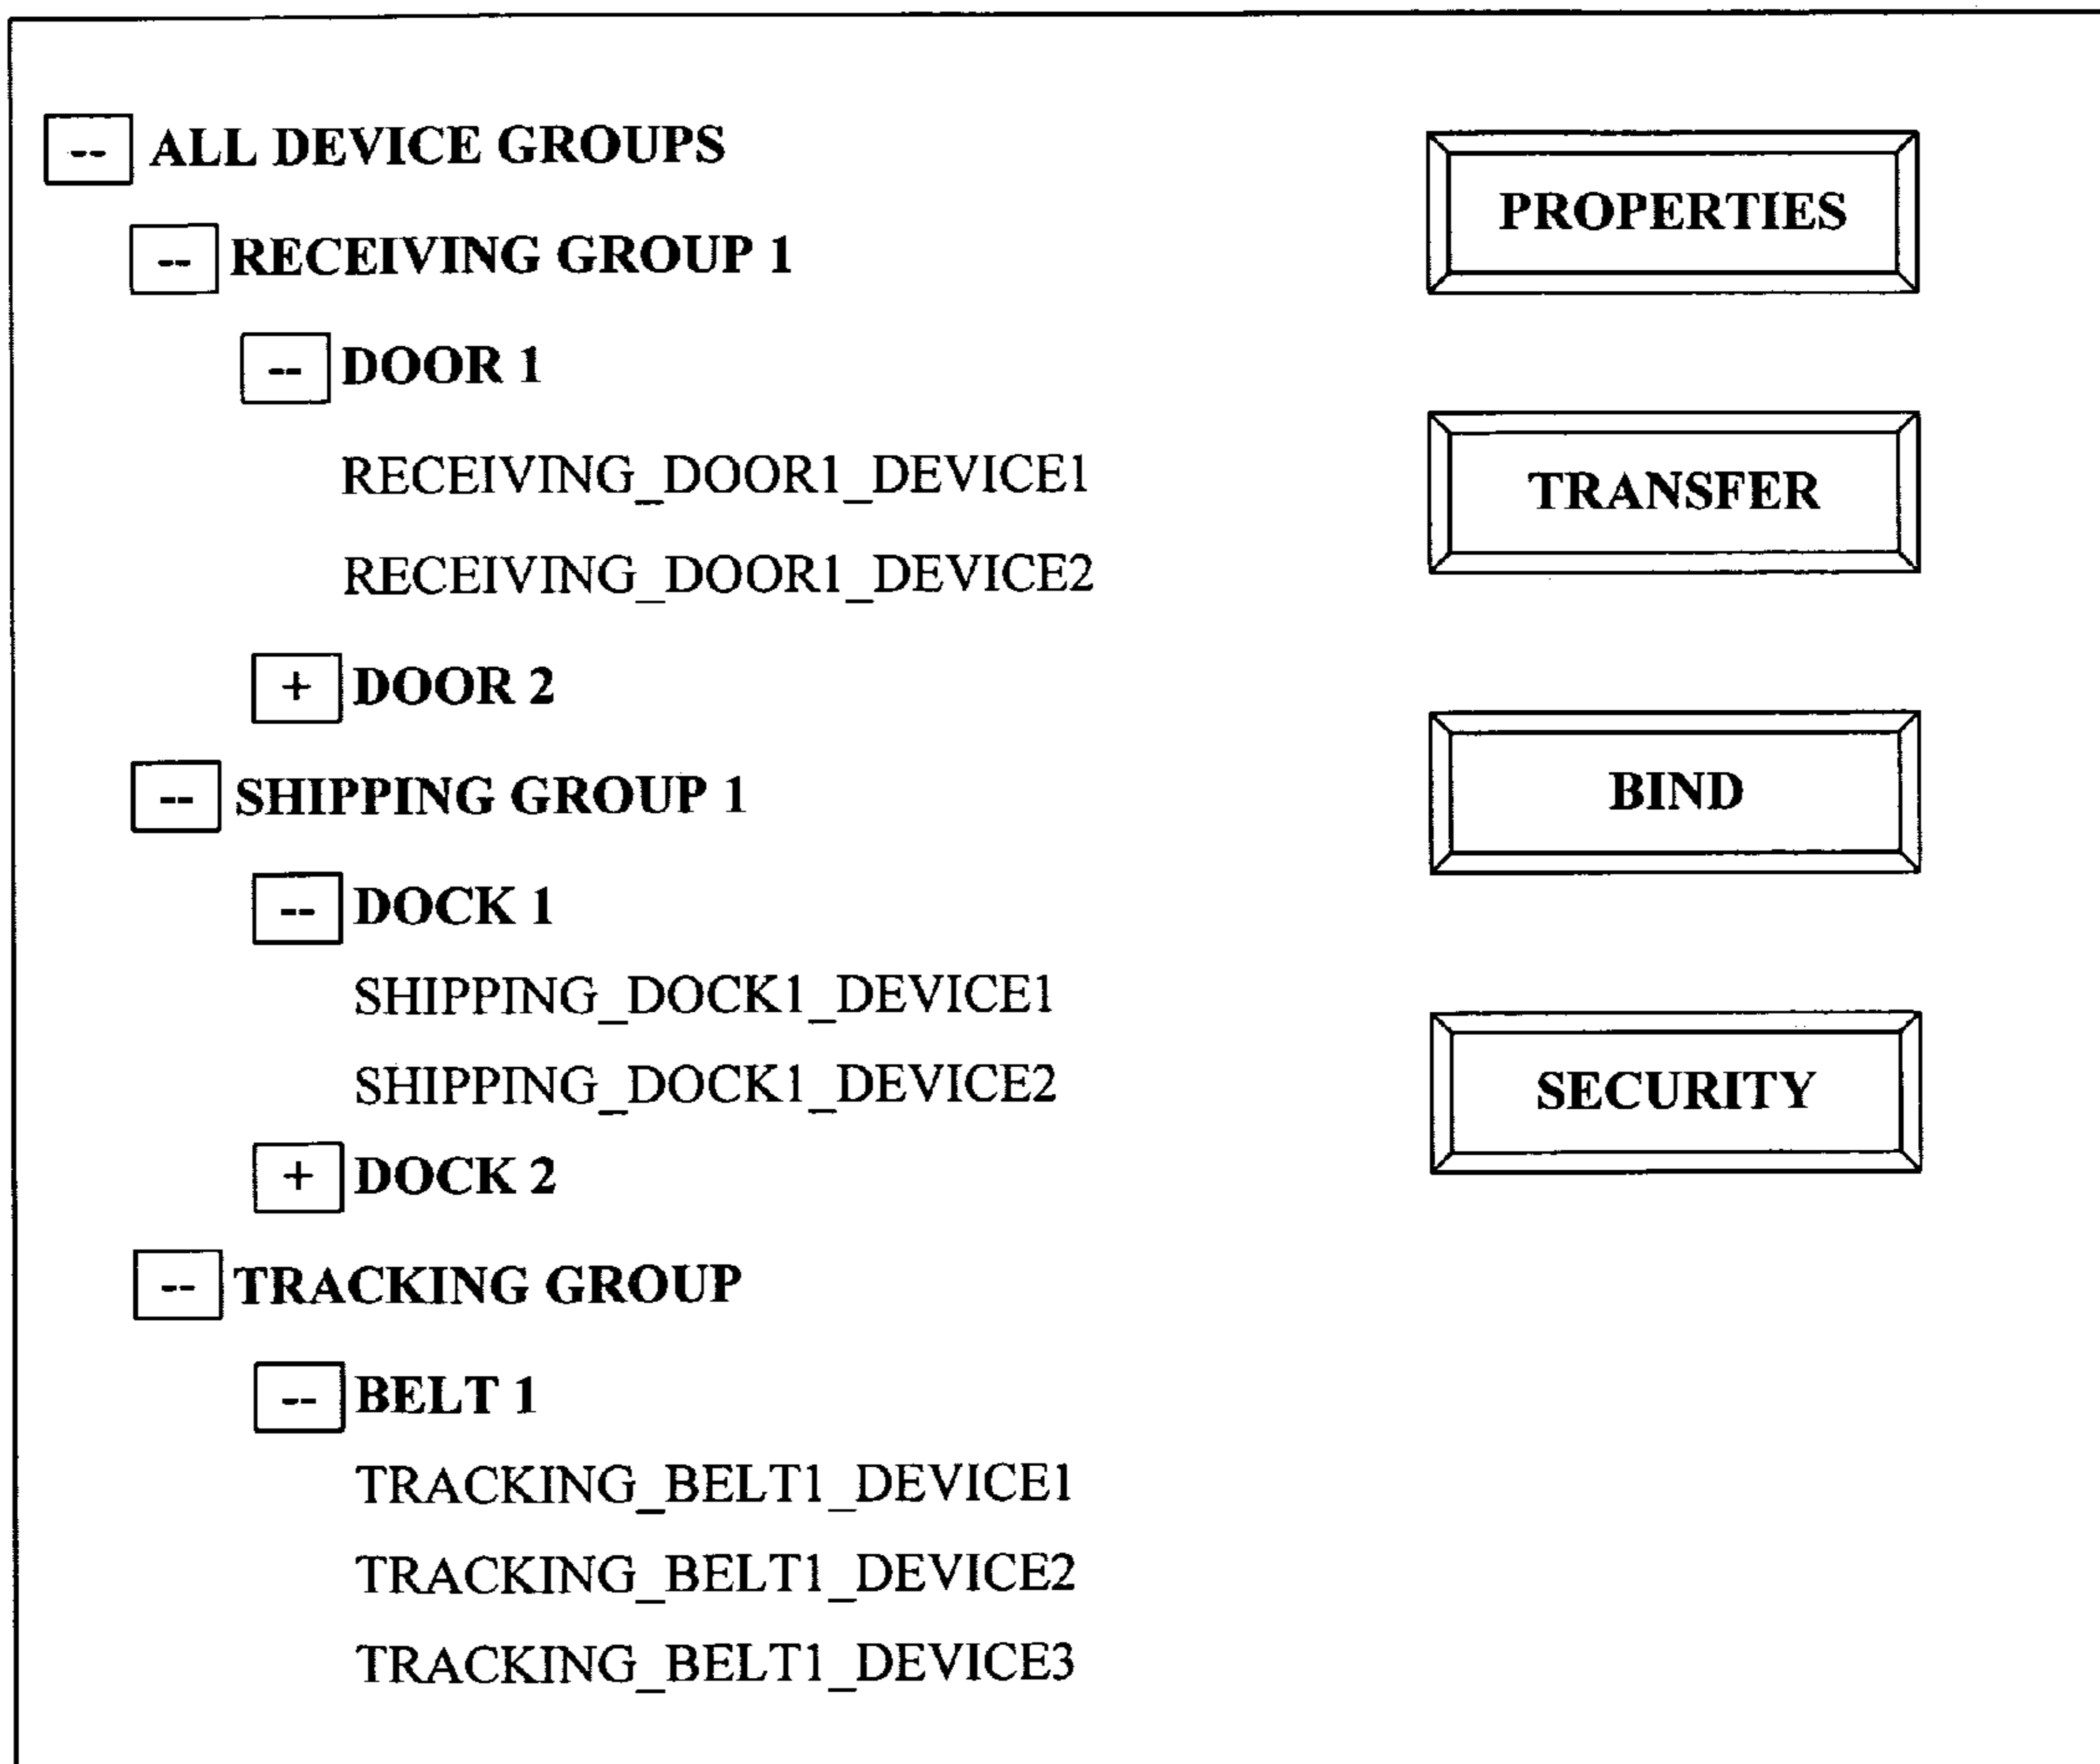 -- ALL DEVICE GROUPS
-- RECEIVING GROUP 1
-- DOOR 1
RECEIVING_DOOR1_DEVICE1
RECEIVING_DOOR1_DEVICE2
+ DOOR 2
-- SHIPPING GROUP 1
-- DOCK 1
SHIPPING_DOCK1_DEVICE1
SHIPPING_DOCK1_DEVICE2
+ DOCK 2
-- TRACKING GROUP
-- BELT 1
TRACKING_BELT1_DEVICE1
TRACKING_BELT1_DEVICE2
TRACKING_BELT1_DEVICE3
PROPERTIES
TRANSFER
BIND
SECURITY